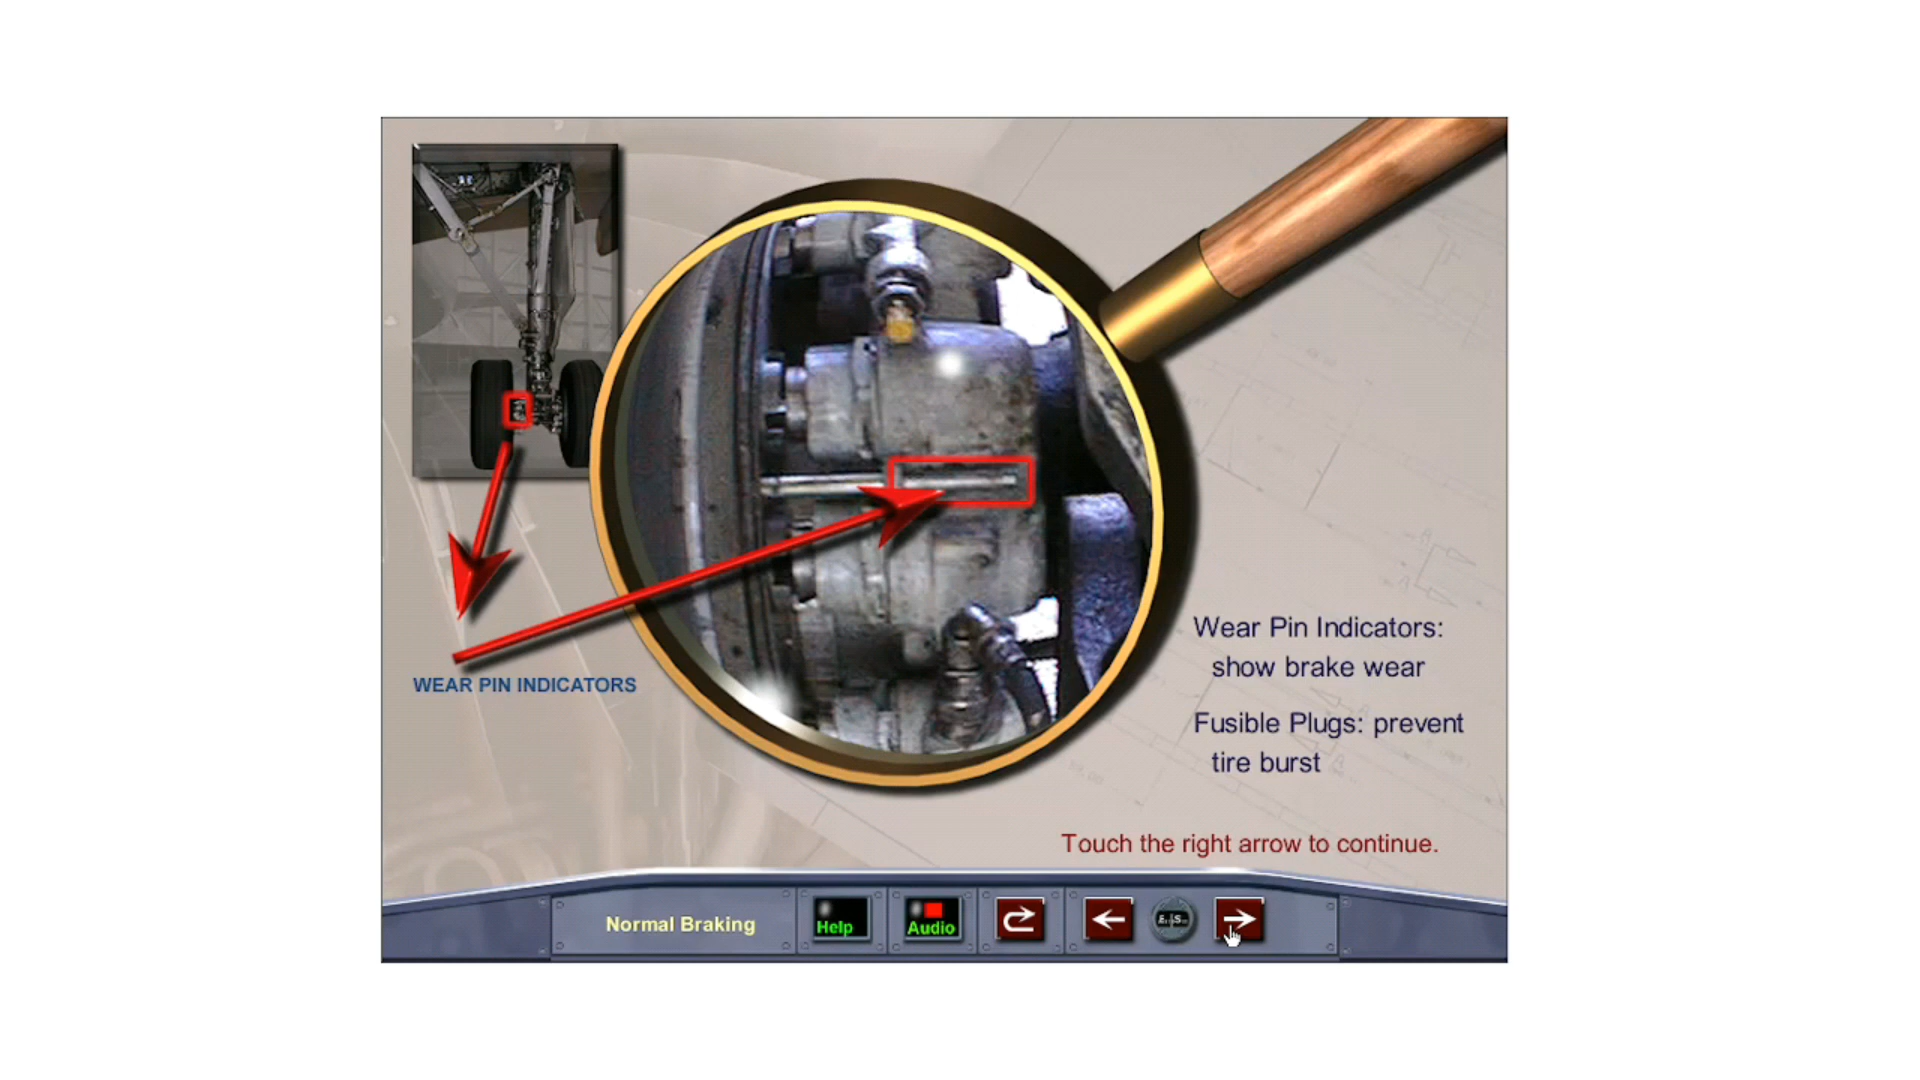 WEAR PIN INDICATORS
Wear Pin Indicators:
show brake wear
Fusible Plugs: prevent
tire burst
Touch the right arrow to continue.
Normal Braking
Help
Audio